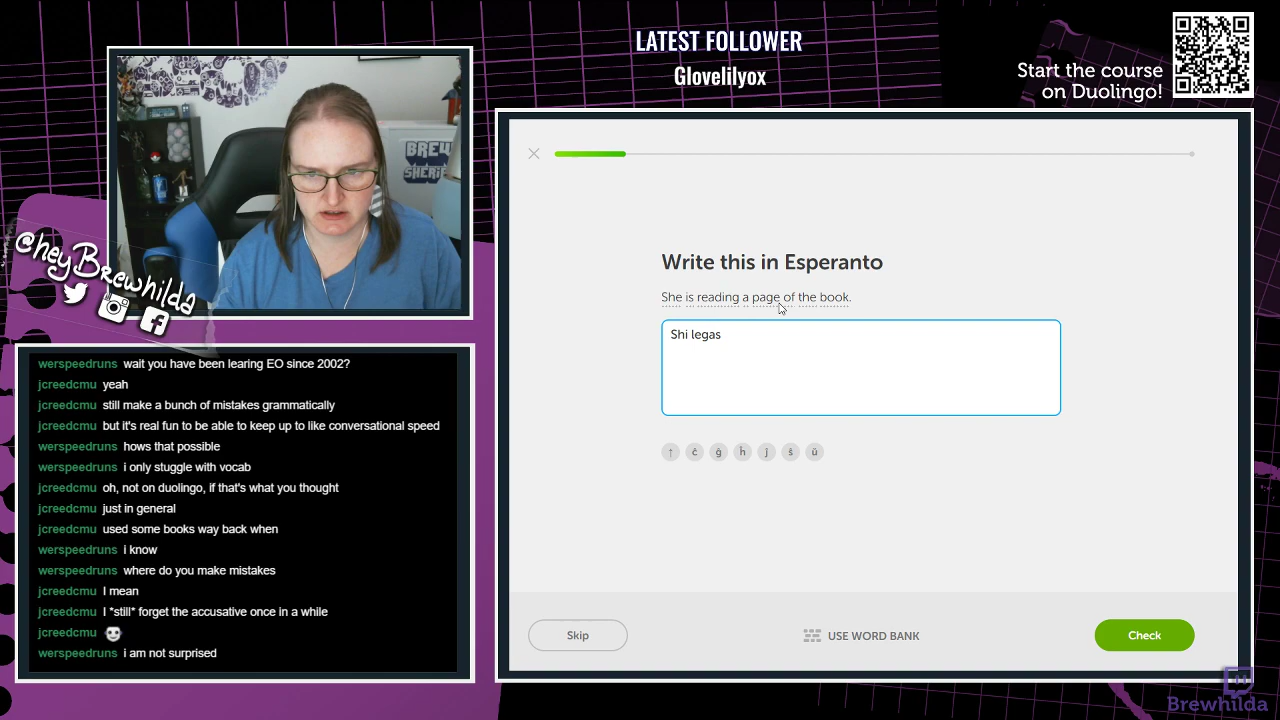 LATEST FOLLOWER
Glovelilyox
Start the course
on Duolingo!
BREW
SHERIF
@heyBrewhilda
werspeedruns wait you have been learing EO since 2002?
jcreedcmu yeah
jcreedcmu still make a bunch of mistakes grammatically
jcreedcmu but it's real fun to be able to keep up to like conversational speed
werspeedruns hows that possible
werspeedruns i only stuggle with vocab
jcreedcmu oh, not on duolingo, if that's what you thought
jcreedcmu just in general
jcreedcmu used some books way back when
werspeedruns i know
werspeedruns where do you make mistakes
jcreedcmu I mean
jcreedcmu I *still* forget the accusative once in a while
jcreedcmu
werspeedruns i am not surprised
Write this in Esperanto
She is reading a page of the book.
Shi legas
↑ ĉ ĝ ĥ ĵ ŝ ŭ
Skip
USE WORD BANK
Check
Brewhilda